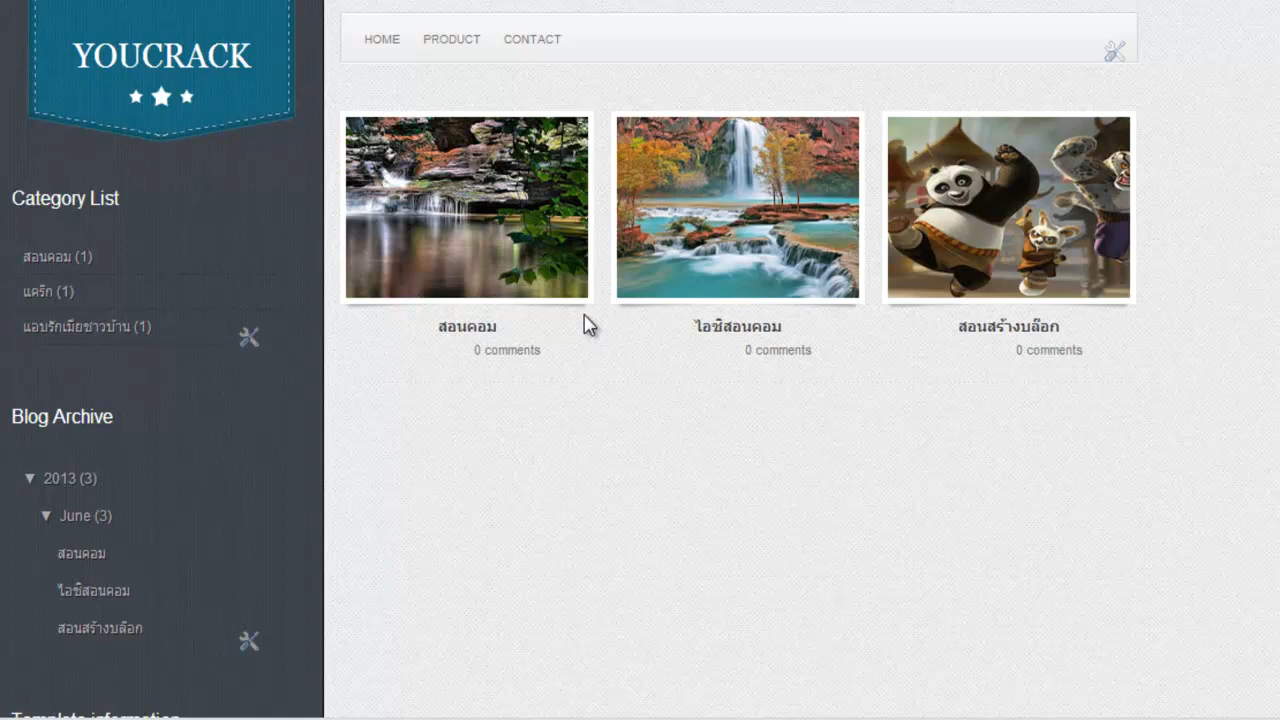 YOUCRACK
HOME PRODUCT CONTACT
Category List
สอนคอม (1)
แคร๊ก (1)
แอบรักเมียชาวบ้าน (1)
Blog Archive
▼ 2013 (3)
▼ June (3)
สอนคอม
ไอซ์สอนคอม
สอนสร้างบล๊อก
Template information
สอนคอม
0 comments
ไอซ์สอนคอม
0 comments
สอนสร้างบล๊อก
0 comments